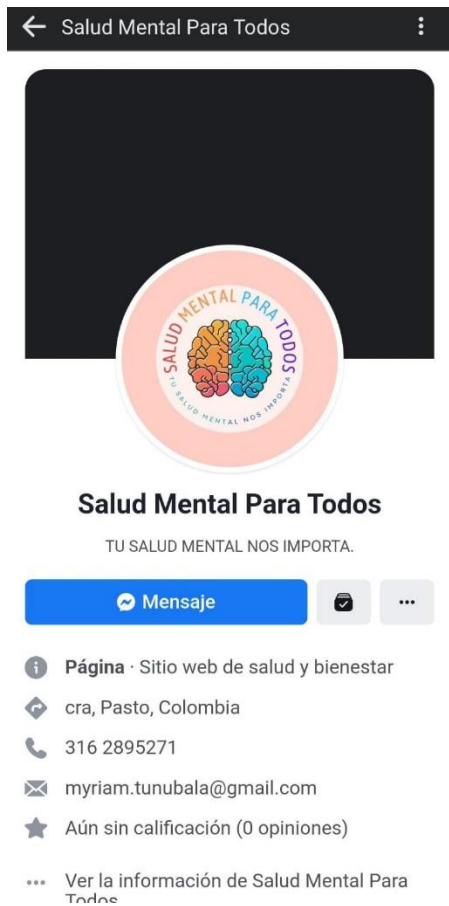 Salud Mental Para Todos
SALUD MENTAL PARA TODOS
TU SALUD MENTAL NOS IMPORTA
Salud Mental Para Todos
TU SALUD MENTAL NOS IMPORTA.
Mensaje
Página · Sitio web de salud y bienestar
cra, Pasto, Colombia
316 2895271
myriam.tunubala@gmail.com
Aún sin calificación (0 opiniones)
Ver la información de Salud Mental Para
Todos